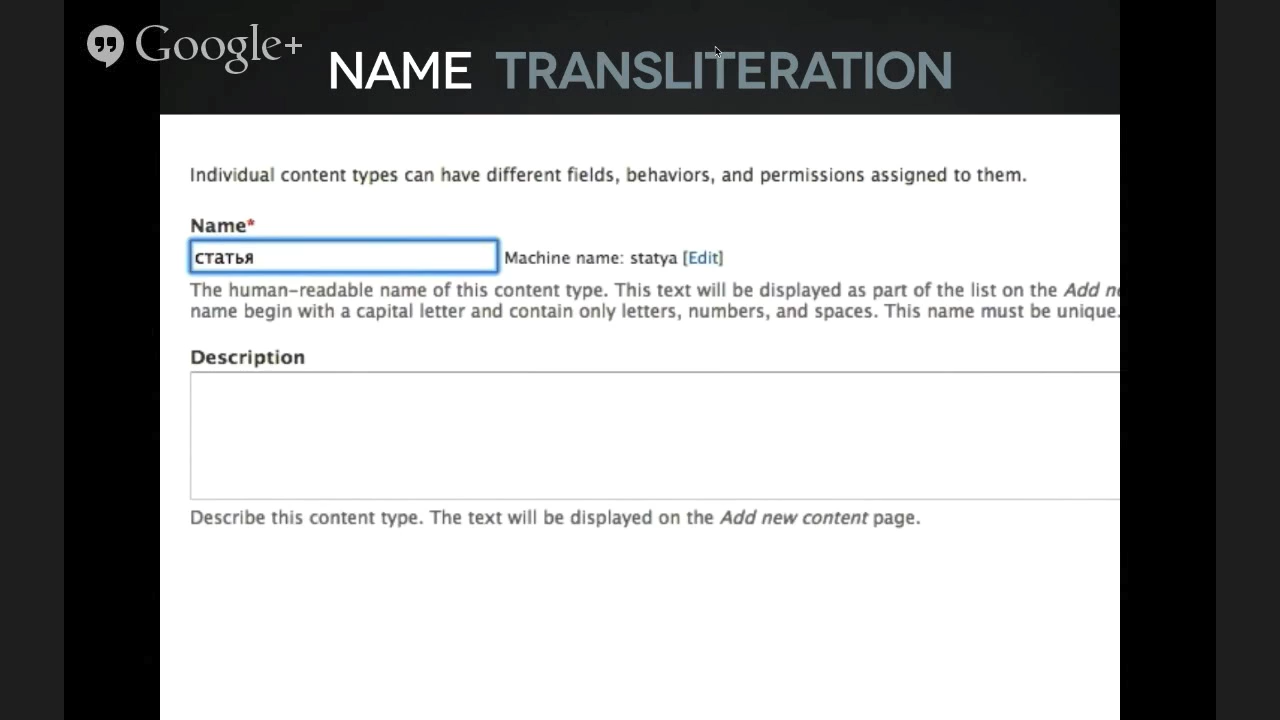 Google+
NAME TRANSLITERATION
Individual content types can have different fields, behaviors, and permissions assigned to them.
Name*
статья Machine name: statya [Edit]
The human-readable name of this content type. This text will be displayed as part of the list on the Add
name begin with a capital letter and contain only letters, numbers, and spaces. This name must be unique.
Description
Describe this content type. The text will be displayed on the Add new content page.